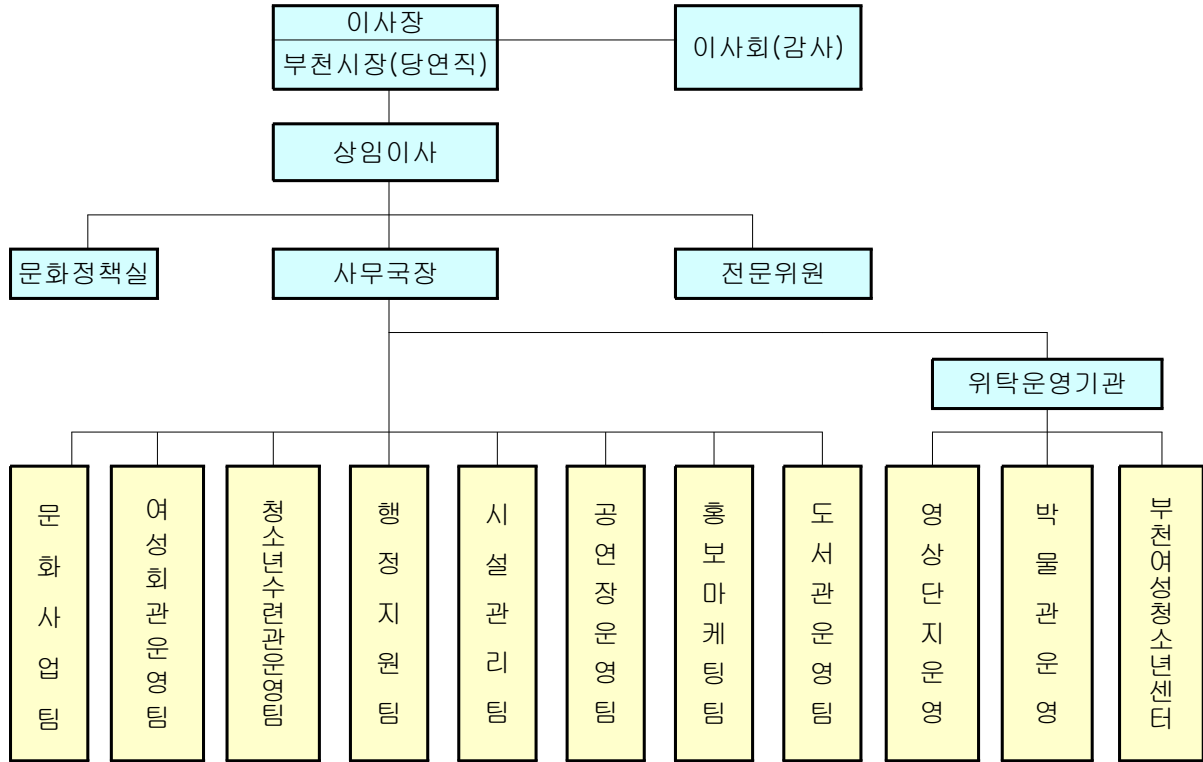 이사장
부천시장(당연직)
이사회(감사)
상임이사
문화정책실
사무국장
전문위원
위탁운영기관
문화사업팀
여성회관운영팀
청소년수련관운영팀
행정지원팀
시설관리팀
공연장운영팀
홍보마케팅팀
도서관운영팀
영상단지운영
박물관운영
부천여성청소년센터